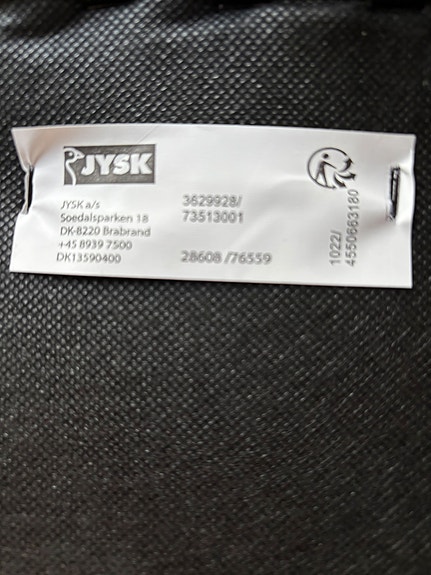 JYSK
JYSK a/s
Soedalsparken 18
DK-8220 Brabrand
+45 8939 7500
DK13590400
3629928/
73513001
28608 /76559
1022/
4550663180